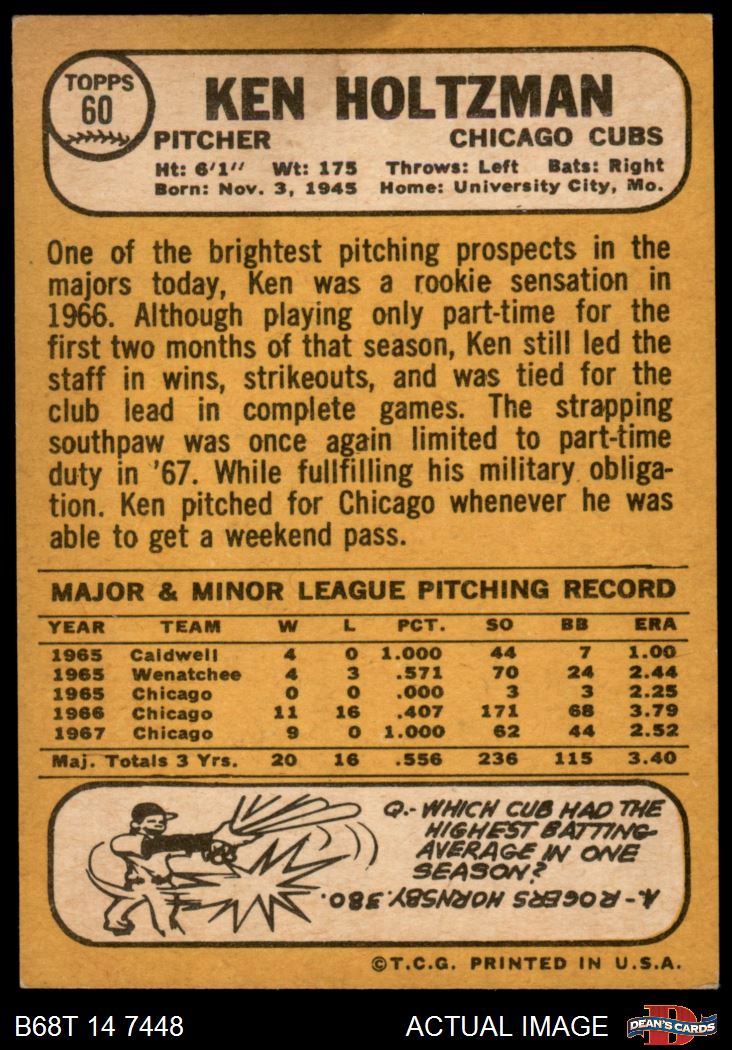 TOPPS
60
KEN HOLTZMAN
PITCHER CHICAGO CUBS
Ht: 6'1" Wt: 175 Throws: Left Bats: Right
Born: Nov. 3, 1945 Home: University City, Mo.
One of the brightest pitching prospects in the
majors today, Ken was a rookie sensation in
1966. Although playing only part-time for the
first two months of that season, Ken still led the
staff in wins, strikeouts, and was tied for the
club lead in complete games. The strapping
southpaw was once again limited to part-time
duty in '67. While fullfilling his military obliga-
tion. Ken pitched for Chicago whenever he was
able to get a weekend pass.
MAJOR & MINOR LEAGUE PITCHING RECORD
YEAR TEAM W L PCT. SO BB ERA
1965 Caldwell 4 0 1.000 44 7 1.00
1965 Wenatchee 4 3 .571 70 24 2.44
1965 Chicago 0 0 .000 3 3 2.25
1966 Chicago 11 16 .407 171 68 3.79
1967 Chicago 9 0 1.000 62 44 2.52
Maj. Totals 3 Yrs. 20 16 .556 236 115 3.40
Q.- WHICH CUB HAD THE
HIGHEST BATTING
AVERAGE IN ONE
SEASON?
A- ROGERS HORNSBY .380.
©T.C.G. PRINTED IN U.S.A.
B68T 14 7448 ACTUAL IMAGE
D
DEAN'S CARDS